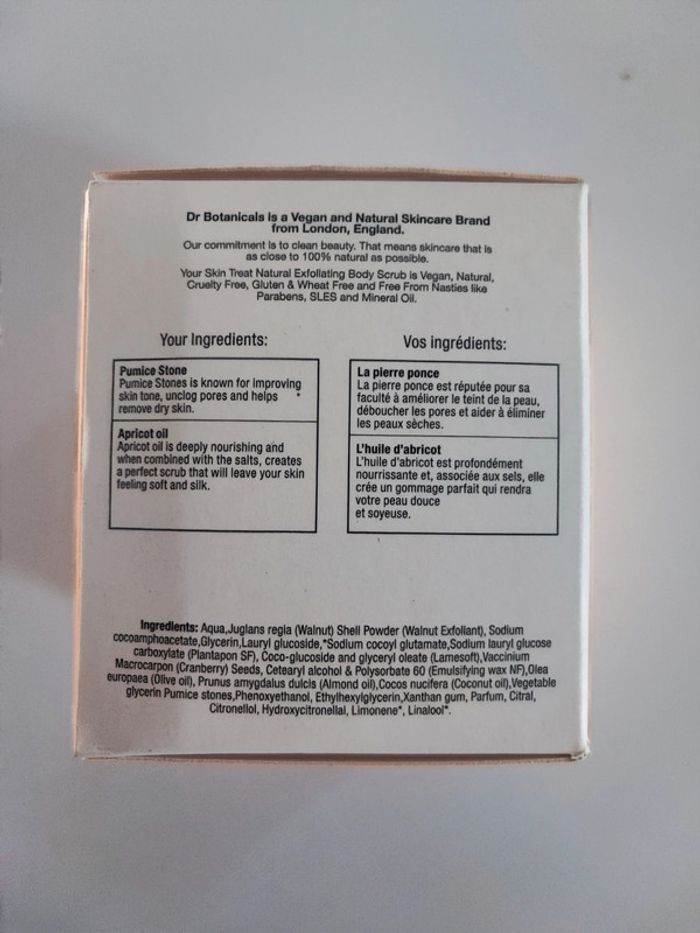 Dr Botanicals is a Vegan and Natural Skincare Brand
from London, England.
Our commitment is to clean beauty. That means skincare that is
as close to 100% natural as possible.
Your Skin Treat Natural Exfoliating Body Scrub is Vegan, Natural,
Cruelty Free, Gluten & Wheat Free and Free From Nasties like
Parabens, SLES and Mineral Oil.
Your Ingredients:
Pumice Stone
Pumice Stones is known for improving
skin tone, unclog pores and helps
remove dry skin.
Apricot oil
Apricot oil is deeply nourishing and
when combined with the salts, creates
a perfect scrub that will leave your skin
feeling soft and silk.
Vos ingrédients:
La pierre ponce
La pierre ponce est réputée pour sa
faculté à améliorer le teint de la peau,
déboucher les pores et aider à éliminer
les peaux sèches.
L'huile d'abricot
L'huile d'abricot est profondément
nourrissante et, associée aux sels, elle
crée un gommage parfait qui rendra
votre peau douce
et soyeuse.
Ingredients: Aqua,Juglans regia (Walnut) Shell Powder (Walnut Exfoliant), Sodium
cocoamphoacetate,Glycerin,Lauryl glucoside,*Sodium cocoyl glutamate,Sodium lauryl glucose
carboxylate (Plantapon SF), Coco-glucoside and glyceryl oleate (Lamesoft),Vaccinium
Macrocarpon (Cranberry) Seeds, Cetearyl alcohol & Polysorbate 60 (Emulsifying wax NF),Olea
europaea (Olive oil), Prunus amygdalus dulcis (Almond oil),Cocos nucifera (Coconut oil),Vegetable
glycerin Pumice stones,Phenoxyethanol, Ethylhexylglycerin,Xanthan gum, Parfum, Citral,
Citronellol, Hydroxycitronellal, Limonene*, Linalool*.